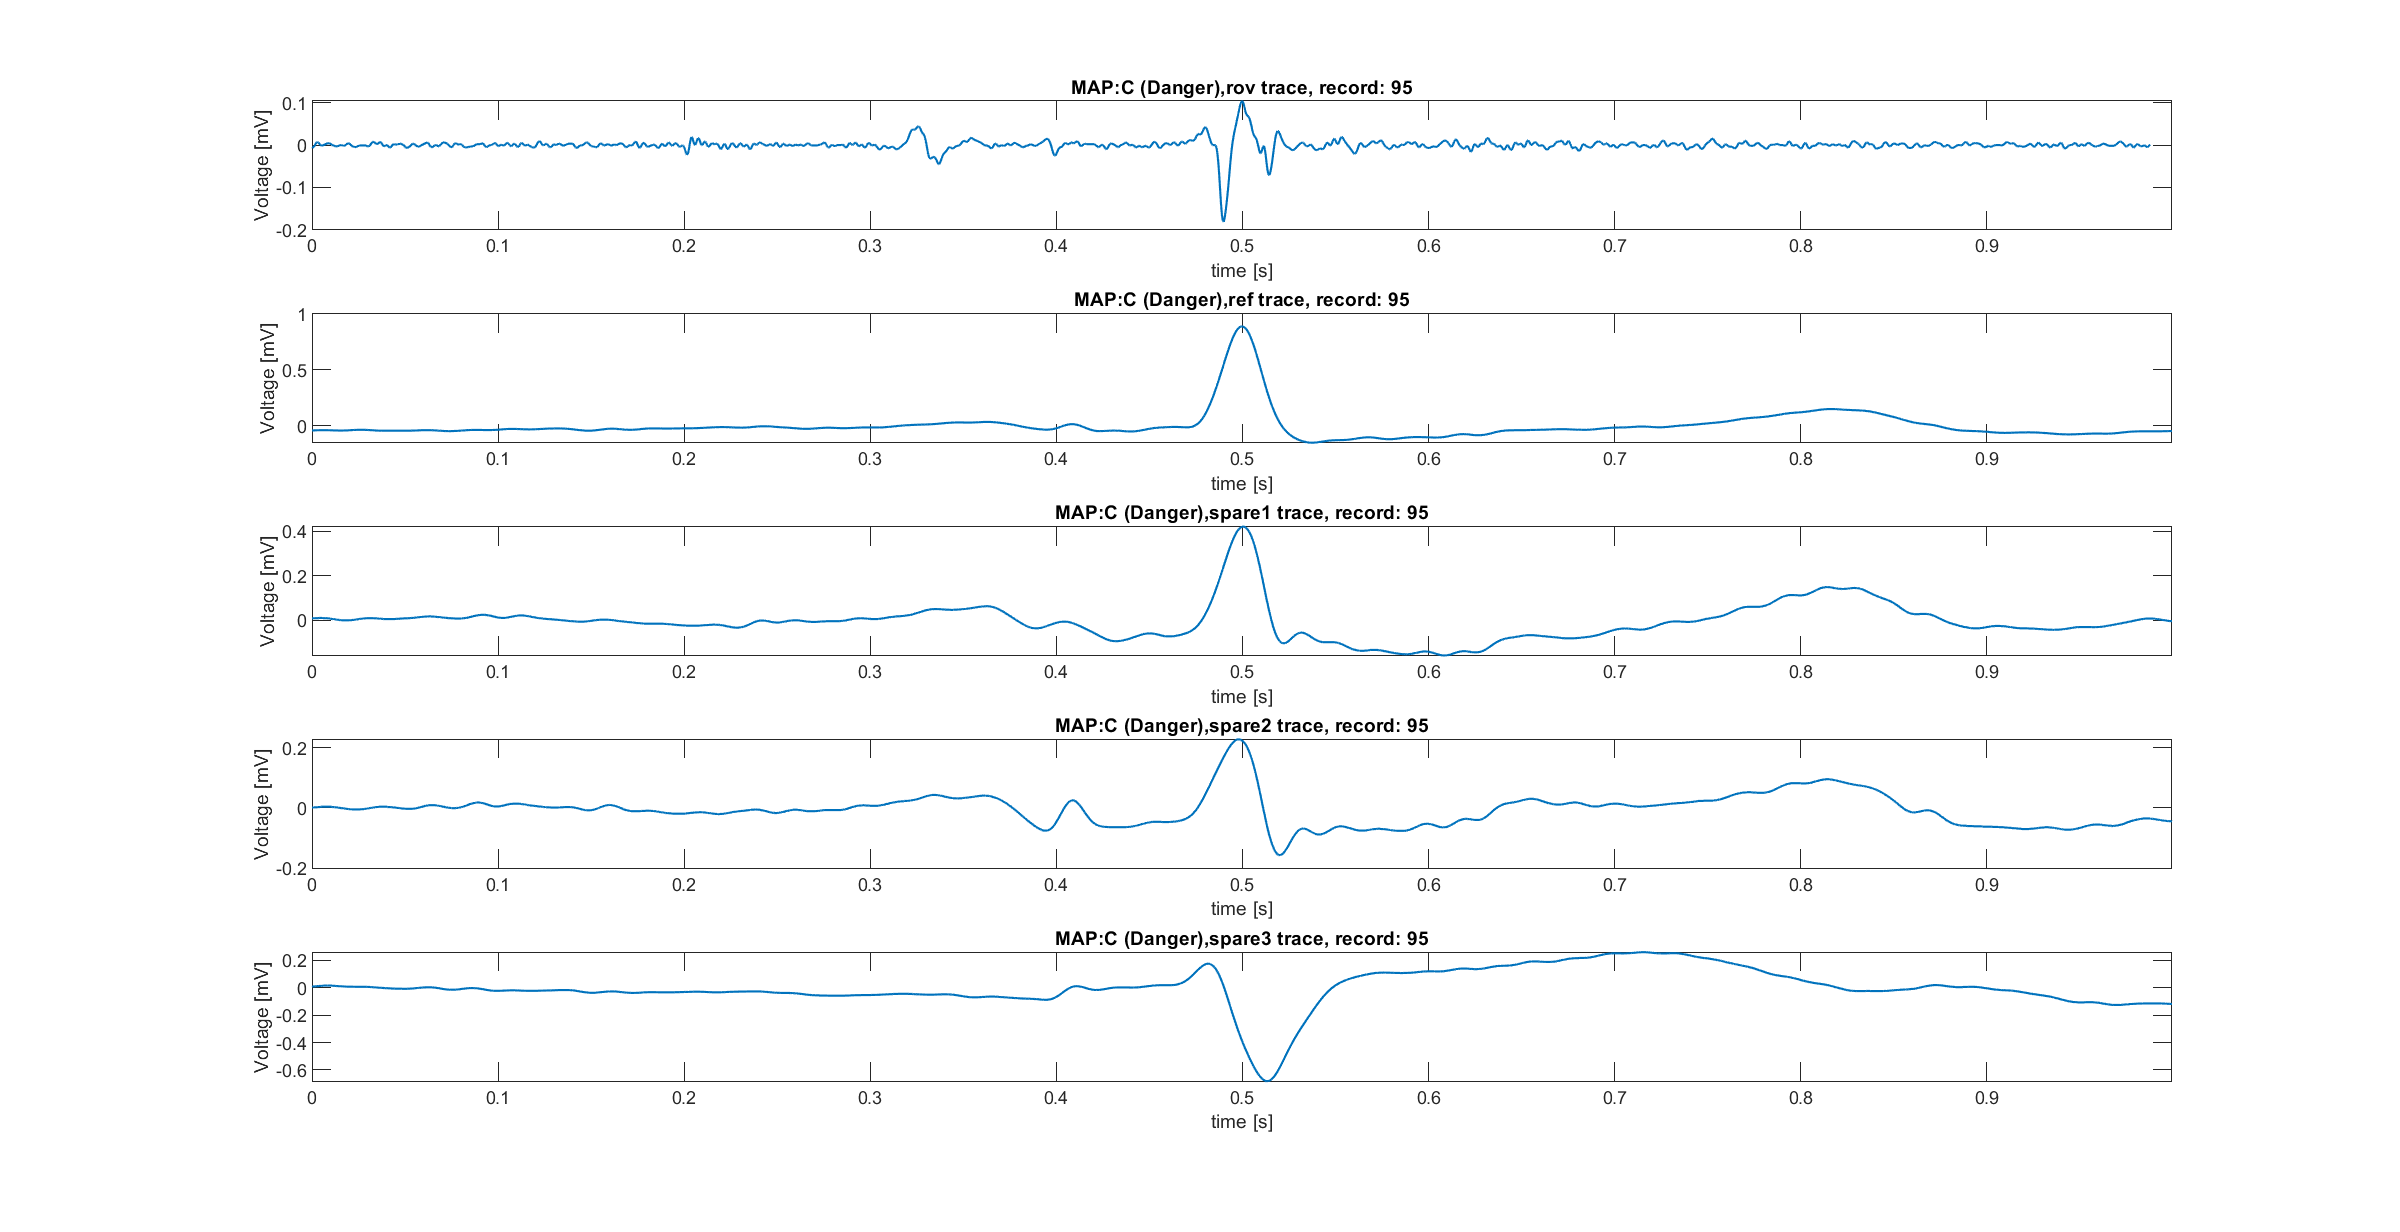 MAP:C (Danger),rov trace, record: 95
Voltage [mV]
0.1
0
-0.1
-0.2
0 0.1 0.2 0.3 0.4 0.5 0.6 0.7 0.8 0.9
time [s]
MAP:C (Danger),ref trace, record: 95
Voltage [mV]
1
0.5
0
0 0.1 0.2 0.3 0.4 0.5 0.6 0.7 0.8 0.9
time [s]
MAP:C (Danger),spare1 trace, record: 95
Voltage [mV]
0.4
0.2
0
0 0.1 0.2 0.3 0.4 0.5 0.6 0.7 0.8 0.9
time [s]
MAP:C (Danger),spare2 trace, record: 95
Voltage [mV]
0.2
0
-0.2
0 0.1 0.2 0.3 0.4 0.5 0.6 0.7 0.8 0.9
time [s]
MAP:C (Danger),spare3 trace, record: 95
Voltage [mV]
0.2
0
-0.2
-0.4
-0.6
0 0.1 0.2 0.3 0.4 0.5 0.6 0.7 0.8 0.9
time [s]